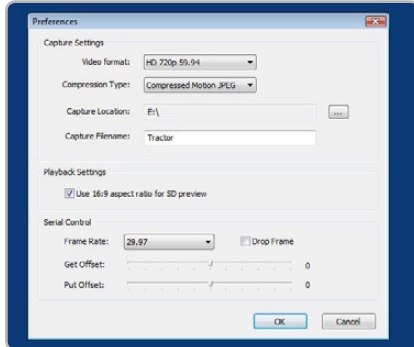 Preferences
Capture Settings
Video format: HD 720p 59.94
Compression Type: Compressed Motion JPEG
Capture Location: E:\ ...
Capture Filename: Tractor
Playback Settings
Use 16:9 aspect ratio for SD preview
Serial Control
Frame Rate: 29.97 Drop Frame
Get Offset: 0
Put Offset: 0
OK Cancel